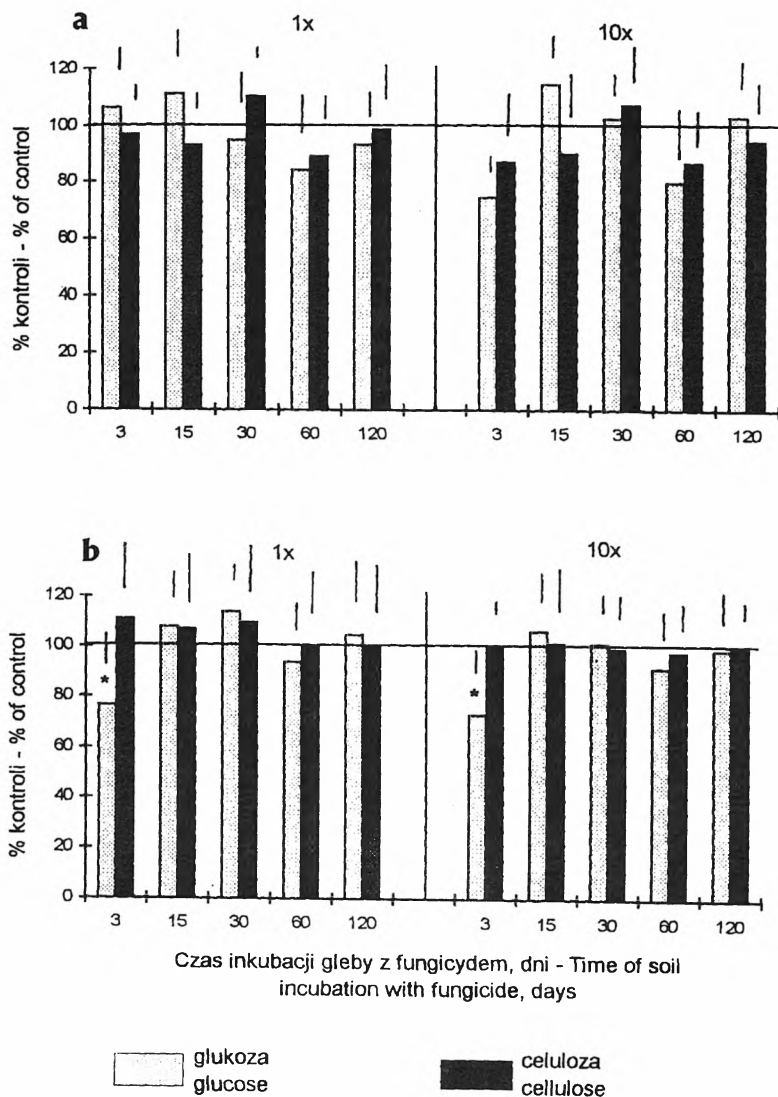 a
1x
10x
% kontroli - % of control
120
100
80
60
40
20
0
3 15 30 60 120 3 15 30 60 120
b
1x
10x
% kontroli - % of control
120
100
80
60
40
20
0
*
*
3 15 30 60 120 3 15 30 60 120
Czas inkubacji gleby z fungicydem, dni - Time of soil
incubation with fungicide, days
glukoza
glucose
celuloza
cellulose